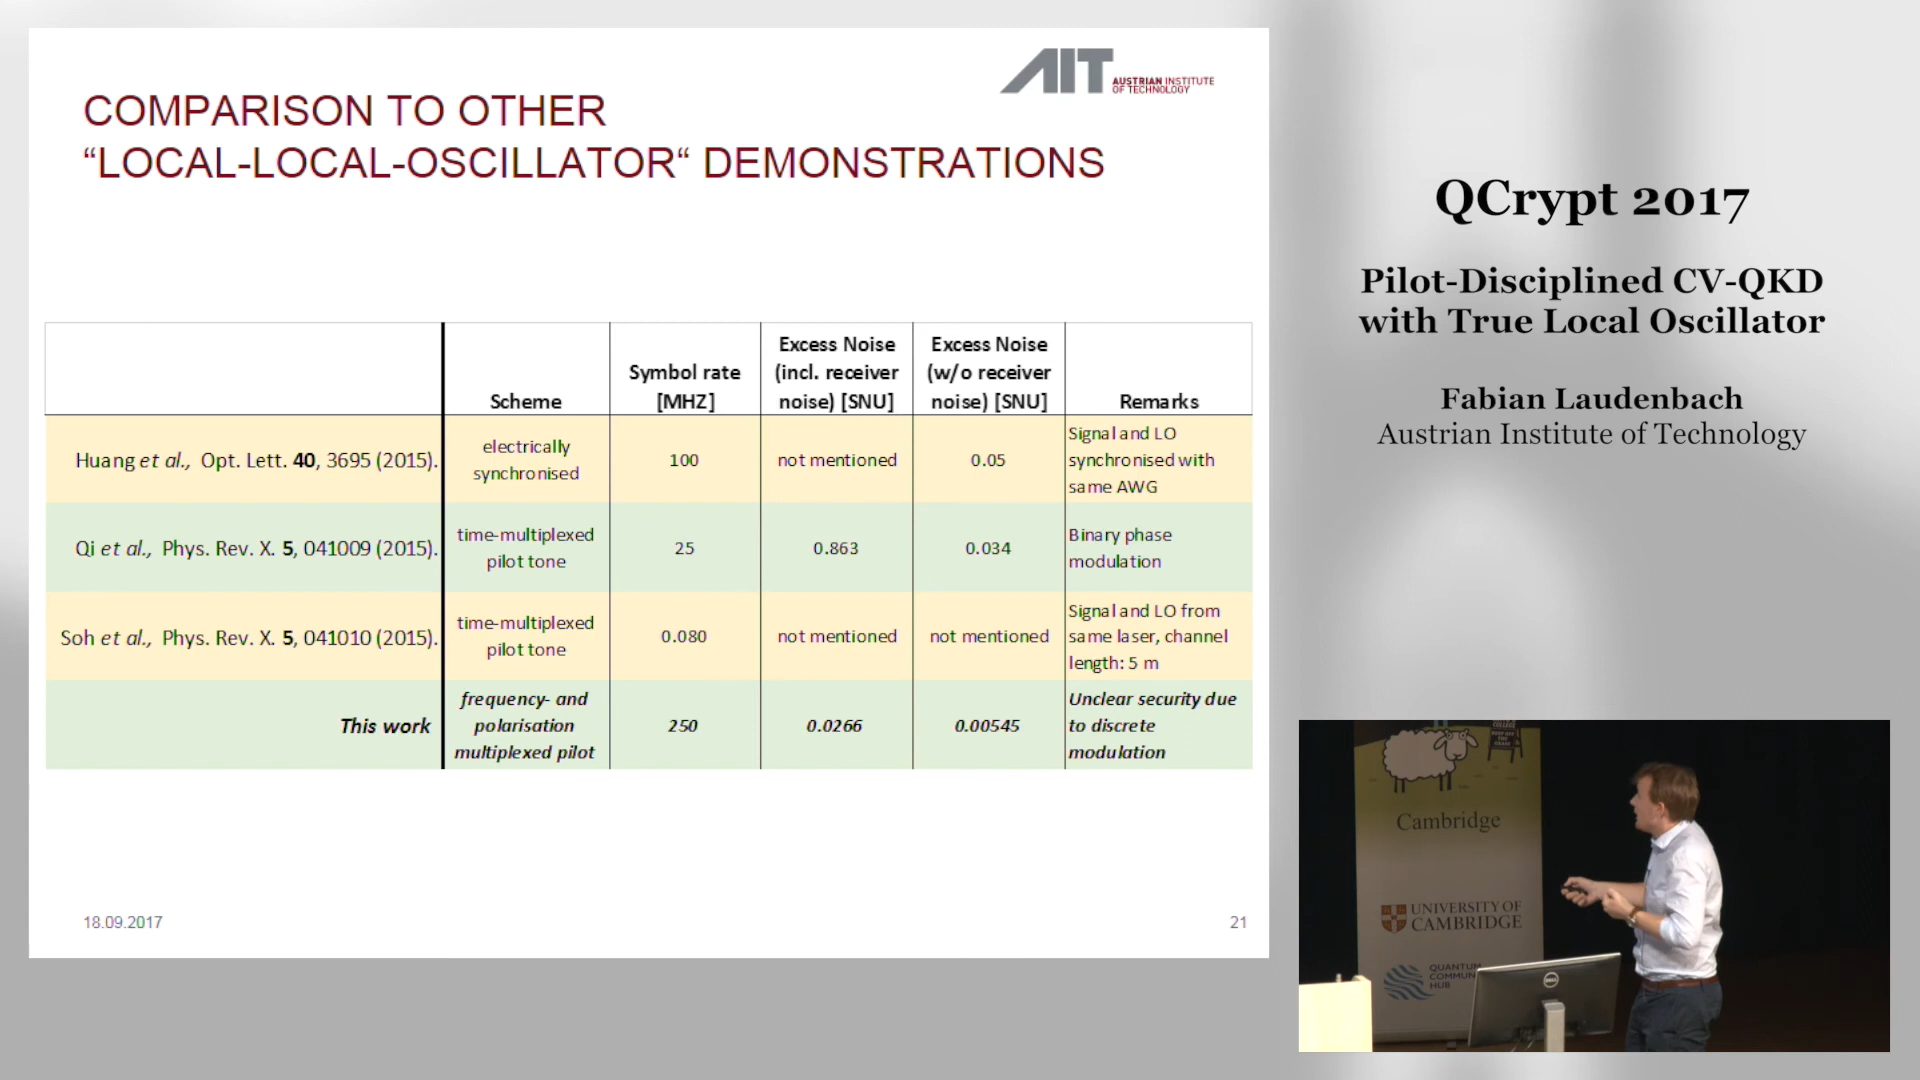 AIT
AUSTRIAN INSTITUTE
OF TECHNOLOGY
COMPARISON TO OTHER
“LOCAL-LOCAL-OSCILLATOR“ DEMONSTRATIONS
Scheme
Symbol rate
[MHZ]
Excess Noise
(incl. receiver
noise) [SNU]
Excess Noise
(w/o receiver
noise) [SNU]
Remarks
Huang et al., Opt. Lett. 40, 3695 (2015).
electrically
synchronised
100
not mentioned
0.05
Signal and LO
synchronised with
same AWG
Qi et al., Phys. Rev. X. 5, 041009 (2015).
time-multiplexed
pilot tone
25
0.863
0.034
Binary phase
modulation
Soh et al., Phys. Rev. X. 5, 041010 (2015).
time-multiplexed
pilot tone
0.080
not mentioned
not mentioned
Signal and LO from
same laser, channel
length: 5 m
This work
frequency- and
polarisation
multiplexed pilot
250
0.0266
0.00545
Unclear security due
to discrete
modulation
18.09.2017
21
QCrypt 2017
Pilot-Disciplined CV-QKD
with True Local Oscillator
Fabian Laudenbach
Austrian Institute of Technology
Cambridge
UNIVERSITY OF
CAMBRIDGE
QUANTUM
COMMUN
HUB
DELL